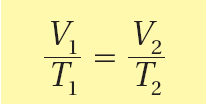 V₁/T₁ = V₂/T₂